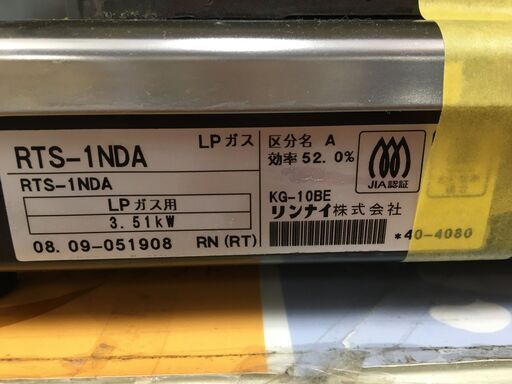 RTS-1NDA LPガス
RTS-1NDA
LPガス用
3.51kW
08.09-051908 RN(RT)
区分名 A
効率52.0%
JIA認証
KG-10BE
リンナイ株式会社
*40-4080